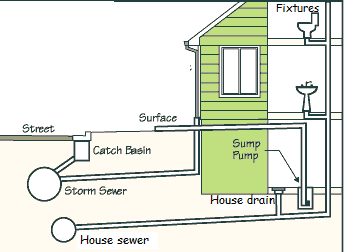 Fixtures
Surface
Street
Catch Basin
Sump
Pump
Storm Sewer
House drain
House sewer